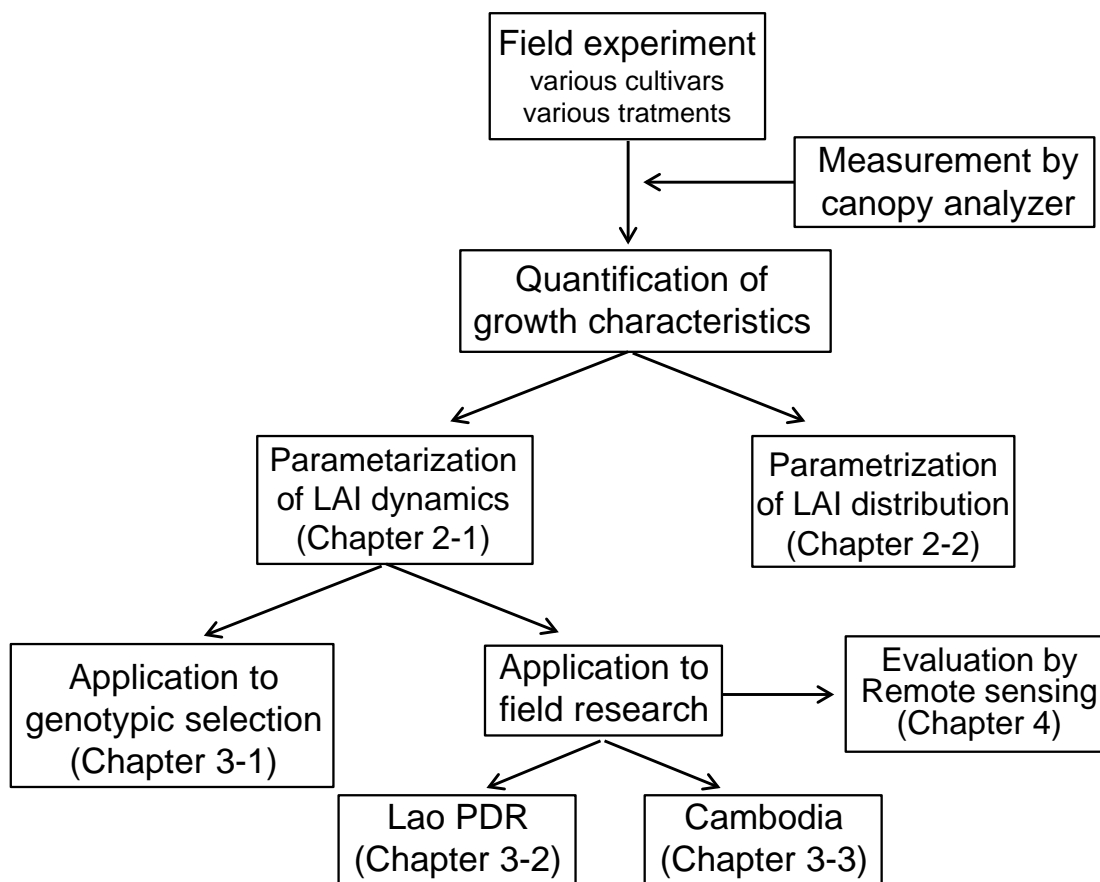 Field experiment
various cultivars
various tratments
Measurement by
canopy analyzer
Quantification of
growth characteristics
Parametarization
of LAI dynamics
(Chapter 2-1)
Parametrization
of LAI distribution
(Chapter 2-2)
Application to
genotypic selection
(Chapter 3-1)
Application to
field research
Evaluation by
Remote sensing
(Chapter 4)
Lao PDR
(Chapter 3-2)
Cambodia
(Chapter 3-3)